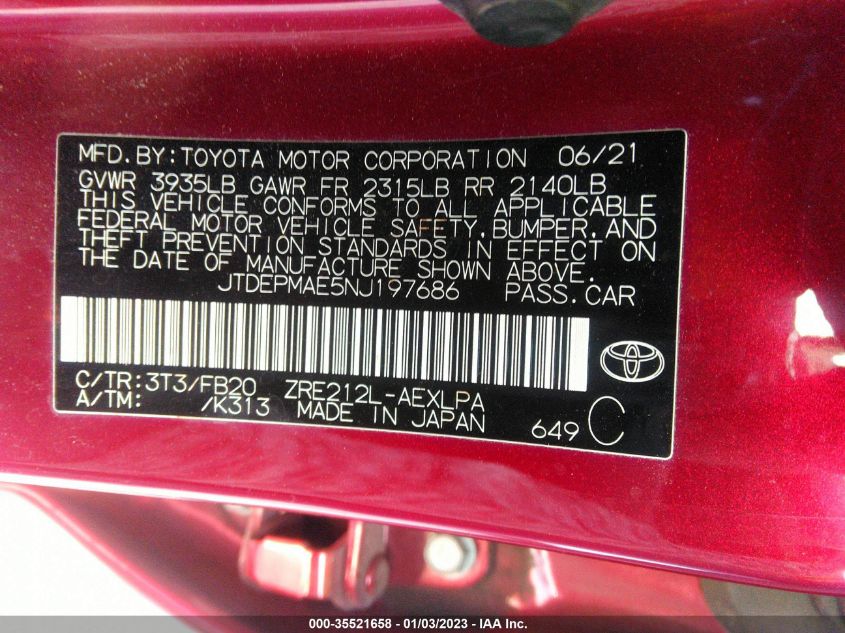 MFD.BY:TOYOTA MOTOR CORPORATION 06/21
GVWR 3935LB GAWR FR 2315LB RR 2140LB
THIS VEHICLE CONFORMS TO ALL APPLICABLE
FEDERAL MOTOR VEHICLE SAFETY,BUMPER,AND
THEFT PREVENTION STANDARDS IN EFFECT ON
THE DATE OF MANUFACTURE SHOWN ABOVE.
JTDEPMAE5NJ197686 PASS.CAR
C/TR:3T3/FB20 ZRE212L-AEXLPA
A/TM: /K313 MADE IN JAPAN
649 C
000-35521658 - 01/03/2023 - IAA Inc.